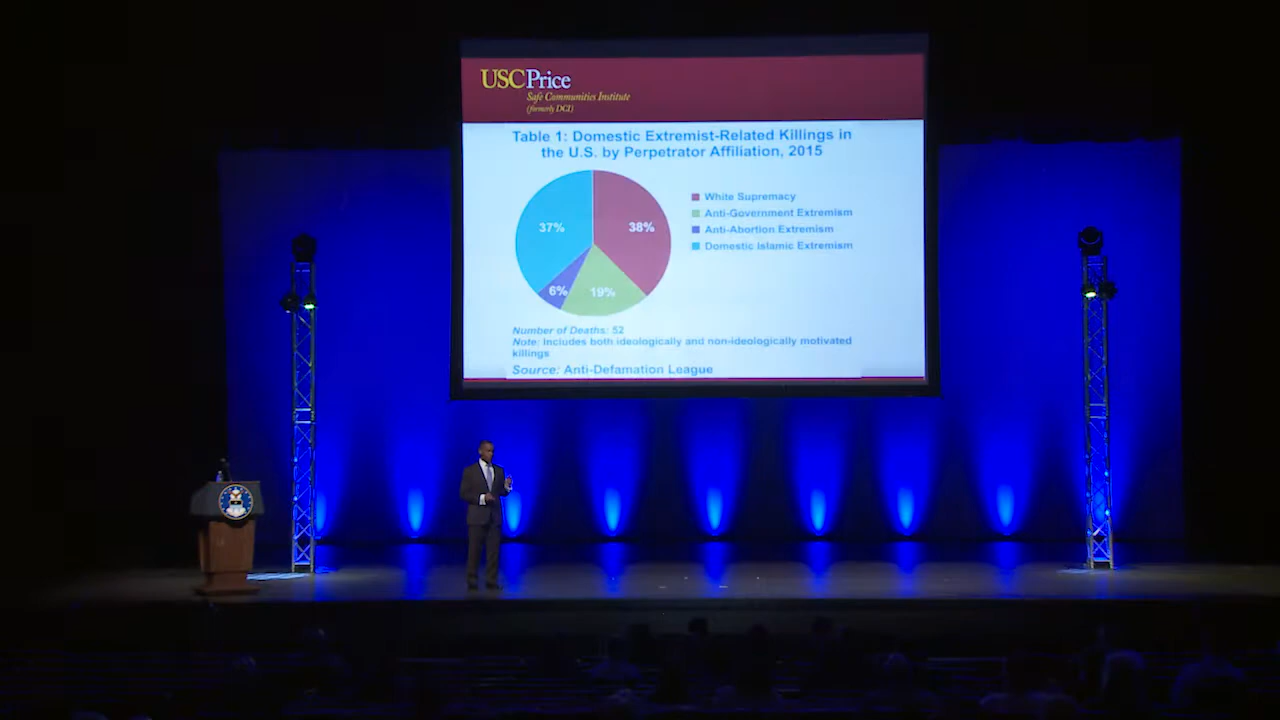 USCPrice
Safe Communities Institute
(formerly DCI)
Table 1: Domestic Extremist-Related Killings in
the U.S. by Perpetrator Affiliation, 2015
37%
38%
6%
19%
White Supremacy
Anti-Government Extremism
Anti-Abortion Extremism
Domestic Islamic Extremism
Number of Deaths: 52
Note: Includes both ideologically and non-ideologically motivated
killings
Source: Anti-Defamation League